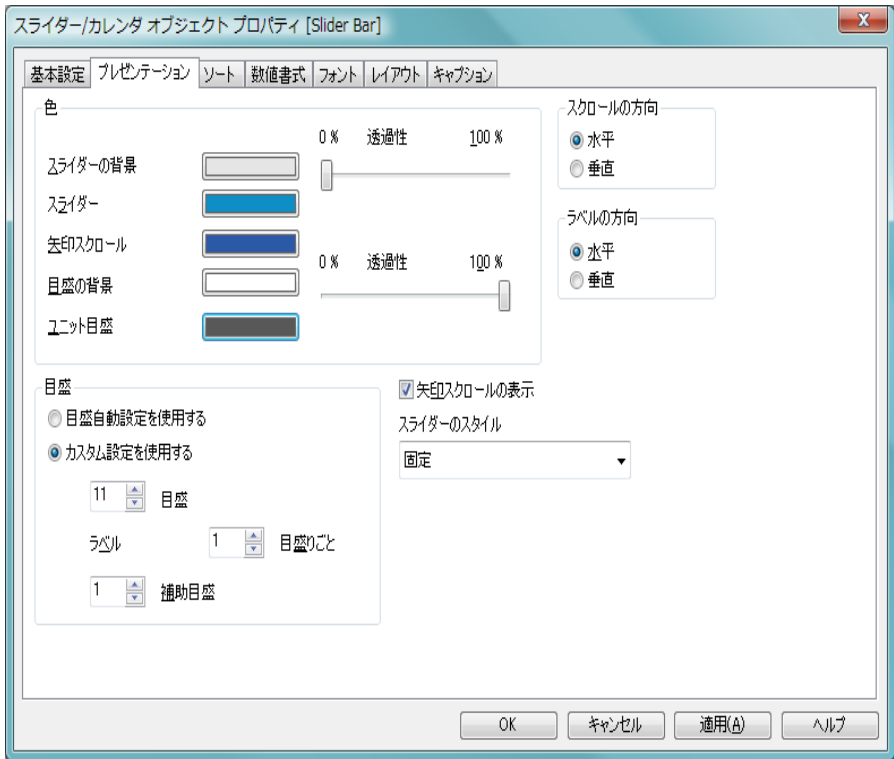 スライダー/カレンダ オブジェクト プロパティ [Slider Bar]
X
基本設定 プレゼンテーション ソート 数値書式 フォント レイアウト キャプション
色
0 % 透過性 100 %
スライダーの背景
スライダー
矢印スクロール
0 % 透過性 100 %
目盛の背景
ユニット目盛
スクロールの方向
水平
垂直
ラベルの方向
水平
垂直
目盛
目盛自動設定を使用する
カスタム設定を使用する
11 目盛
ラベル 1 目盛りごと
1 補助目盛
矢印スクロールの表示
スライダーのスタイル
固定
OK キャンセル 適用(A) ヘルプ